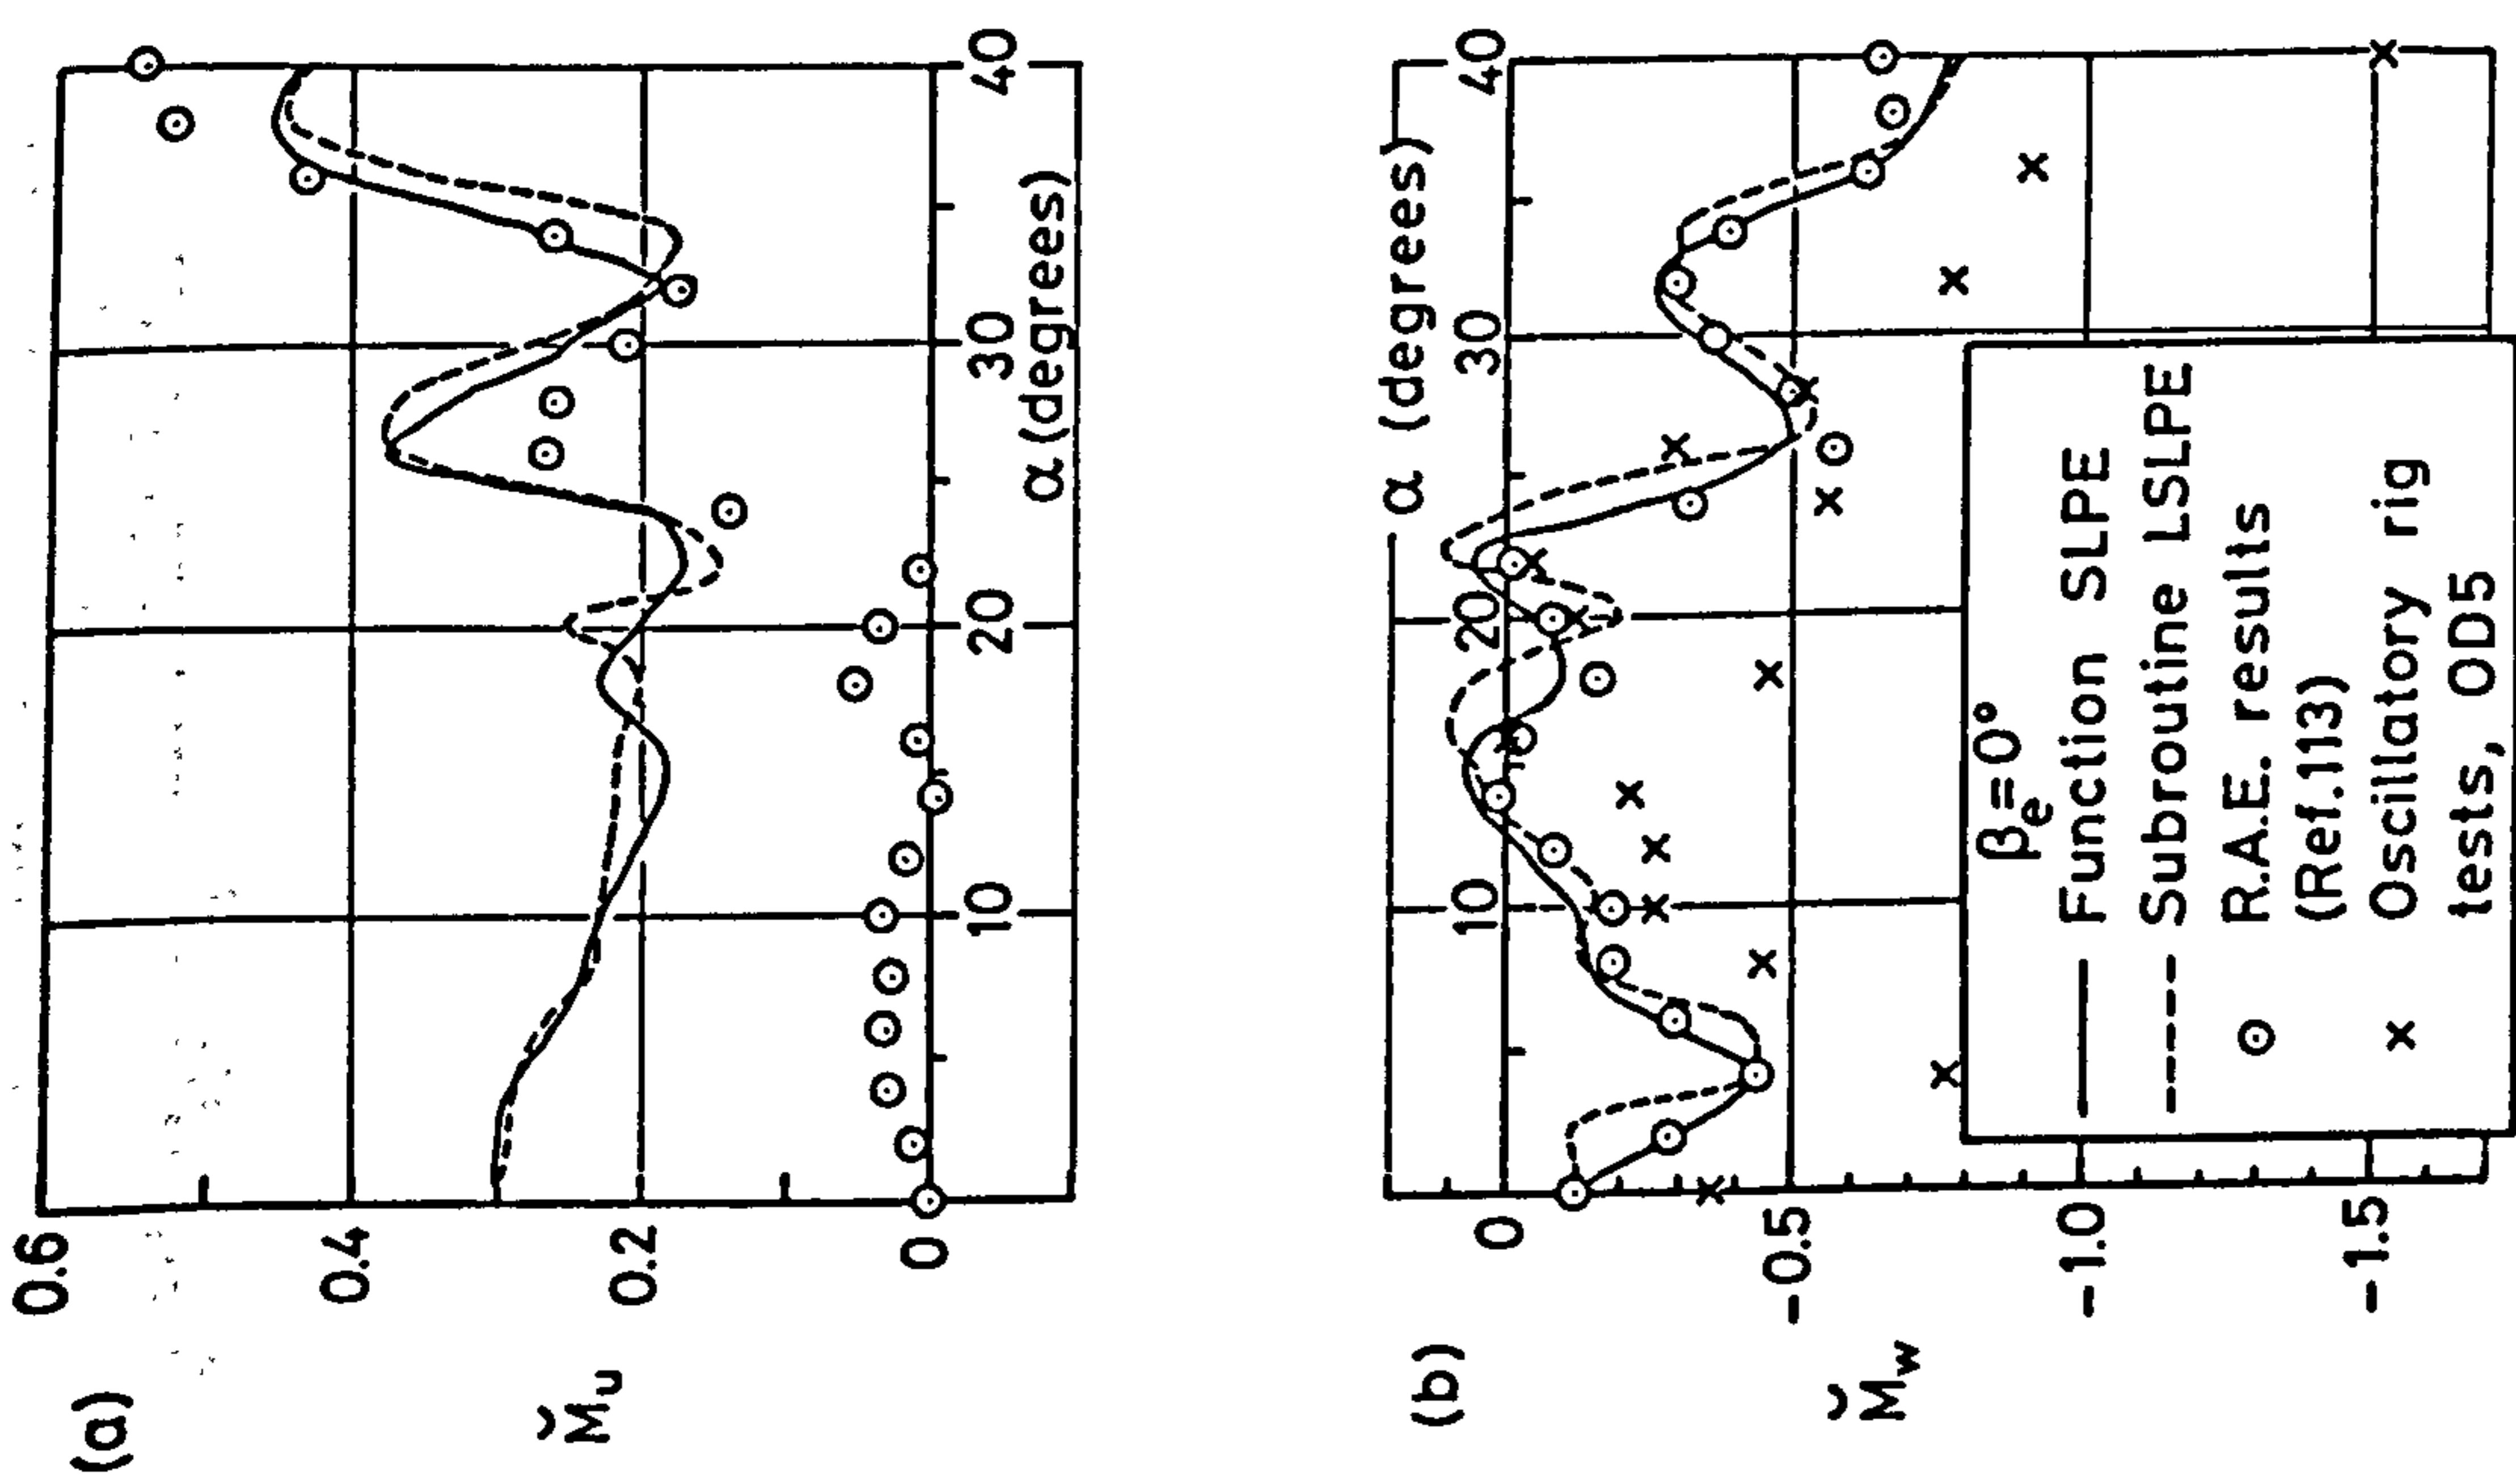 (a)
0.6
0.4
0.2
0
M̆u
10
20
30
40
α (degrees)
(b)
α (degrees)
10
20
30
40
0
-0.5
-1.0
-1.5
M̆w
βe = 0°
Function SLPE
Subroutine LSLPE
R.A.E. results
(Ref. 113)
Oscillatory rig
tests, OD5